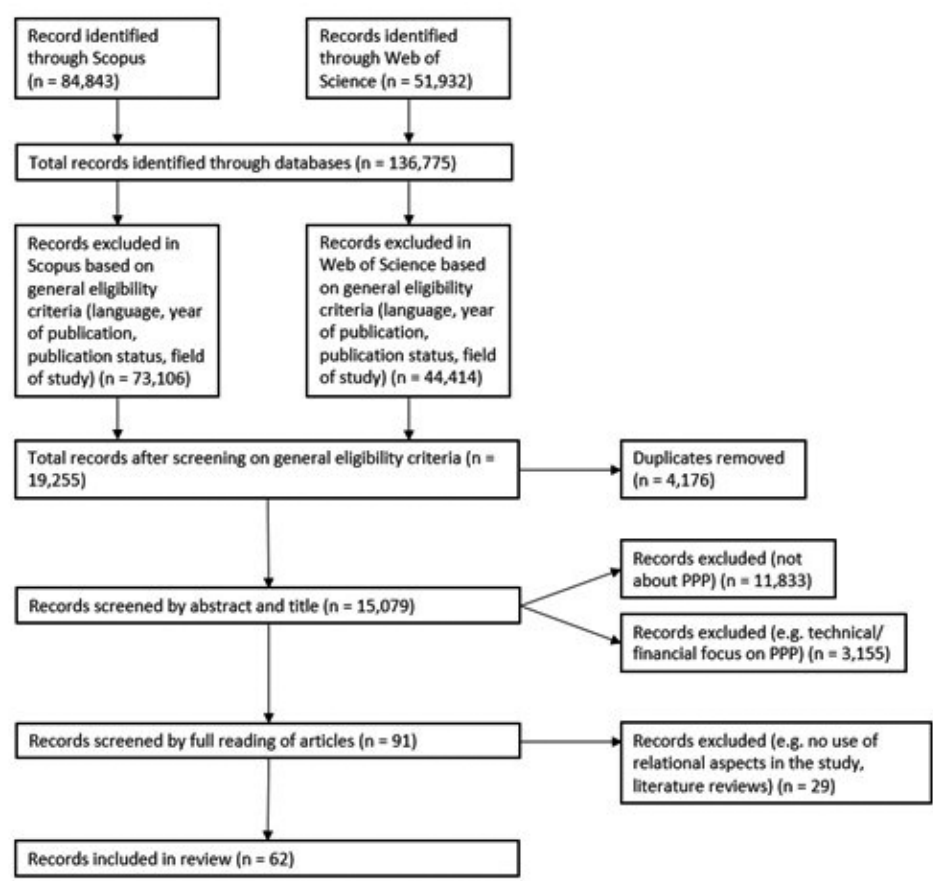 Record identified
through Scopus
(n = 84,843)
Records identified
through Web of
Science (n = 51,932)
Total records identified through databases (n = 136,775)
Records excluded in
Scopus based on
general eligibility
criteria (language, year
of publication,
publication status, field
of study) (n = 73,106)
Records excluded in
Web of Science based
on general eligibility
criteria (language, year
of publication,
publication status, field
of study) (n = 44,414)
Total records after screening on general eligibility criteria (n =
19,255)
Duplicates removed
(n = 4,176)
Records excluded (not
about PPP) (n = 11,833)
Records screened by abstract and title (n = 15,079)
Records excluded (e.g. technical/
financial focus on PPP) (n = 3,155)
Records screened by full reading of articles (n = 91)
Records excluded (e.g. no use of
relational aspects in the study,
literature reviews) (n = 29)
Records included in review (n = 62)